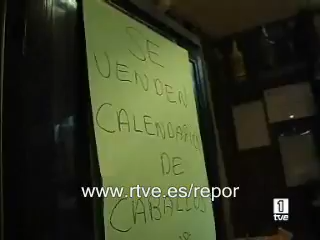 SE
VENDEN
CALENDARIOS
DE
CABALLOS
www.rtve.es/repor
1
tve